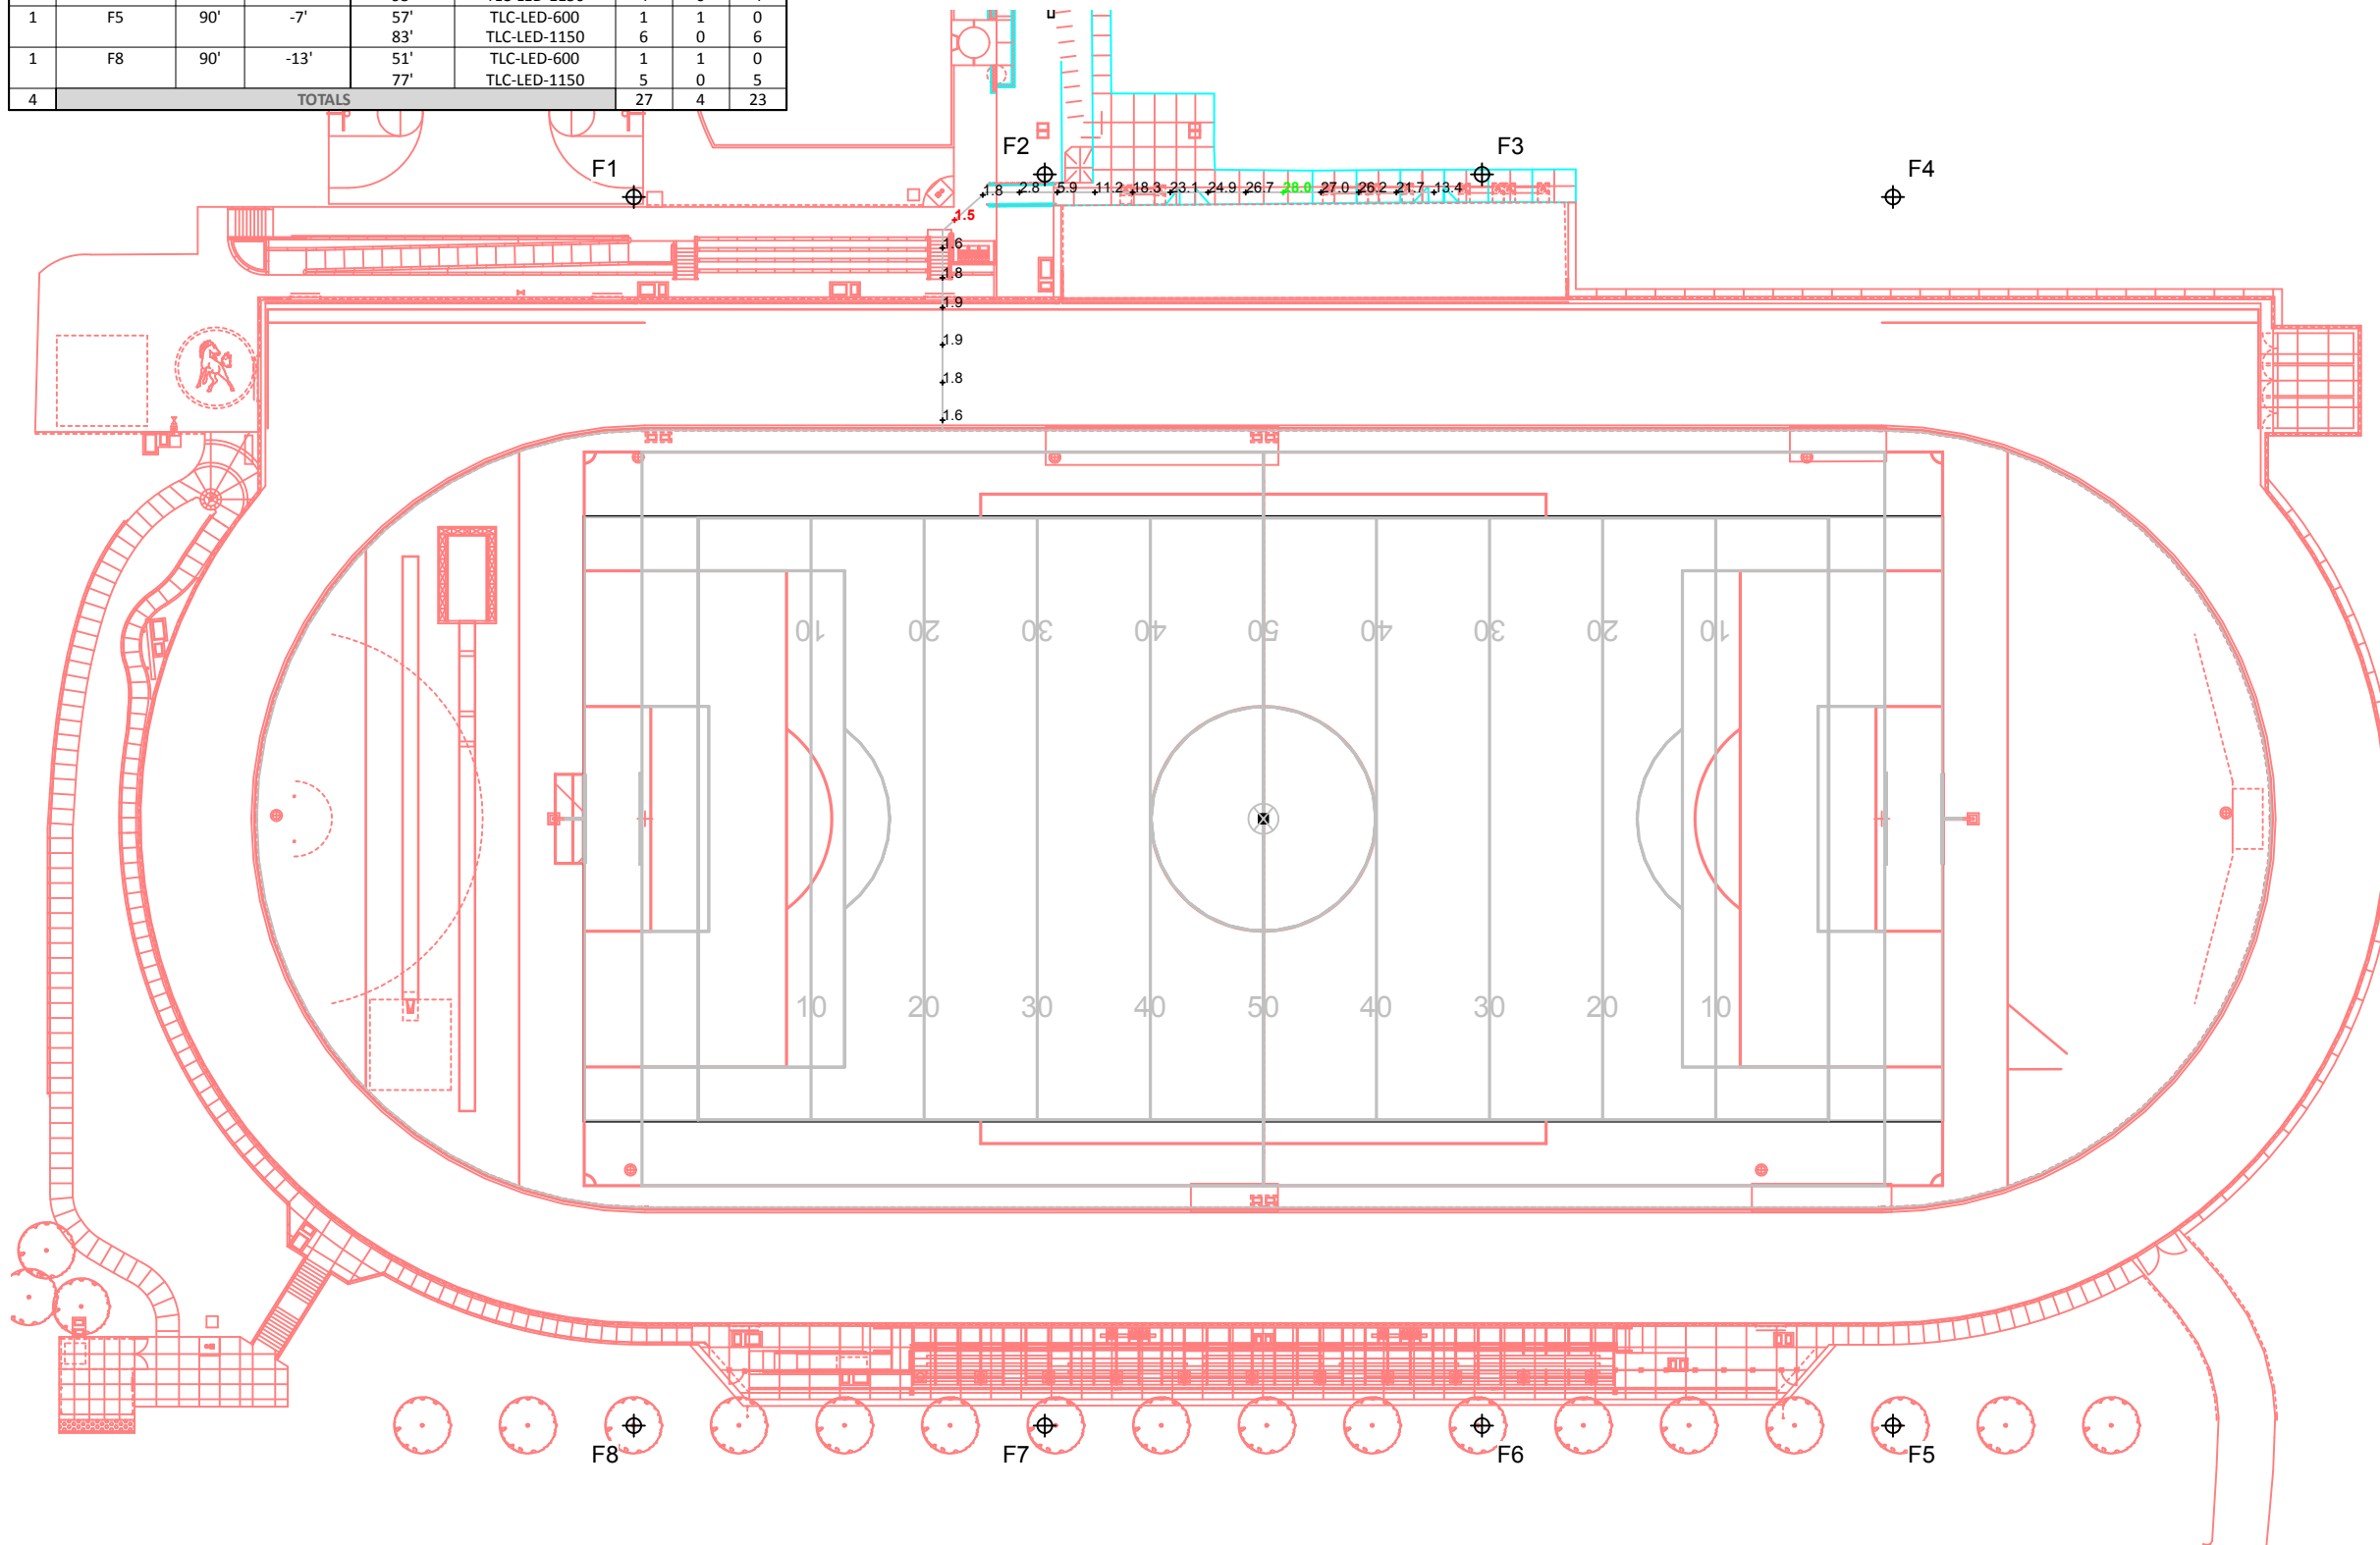 1 F5 90' -7' 57' TLC-LED-600 1 1 0
83' TLC-LED-1150 6 0 6
1 F8 90' -13' 51' TLC-LED-600 1 1 0
77' TLC-LED-1150 5 0 5
4 TOTALS 27 4 23
F1 F2 F3 F4
1.8 2.8 5.9 11.2 18.3 23.1 24.9 26.7 28.0 27.0 26.2 21.7 13.4
1.5
1.6
1.8
1.9
1.9
1.8
1.6
10 20 30 40 50 40 30 20 10
10 20 30 40 50 40 30 20 10
F8 F7 F6 F5